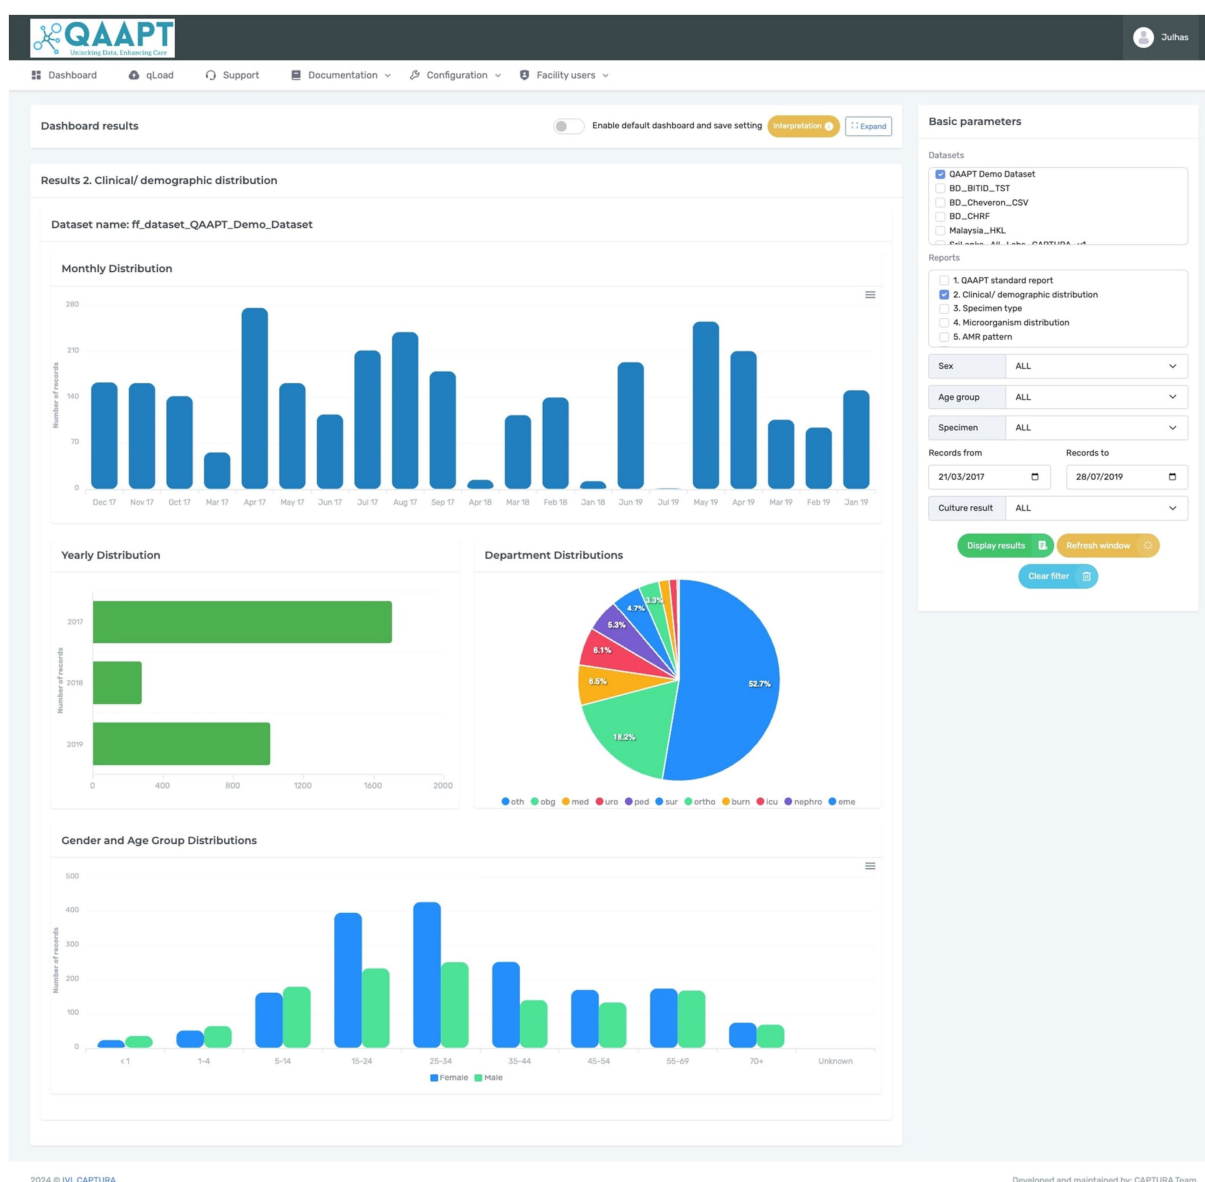 QAAPT
Unlocking Data, Enhancing Care
Julhas
Dashboard
qLoad
Support
Documentation
Configuration
Facility users
Dashboard results
Enable default dashboard and save setting
Interpretation
Expand
Results 2. Clinical/ demographic distribution
Dataset name: ff_dataset_QAAPT_Demo_Dataset
Monthly Distribution
280
210
140
70
0
Number of records
Dec 17 Nov 17 Oct 17 Mar 17 Apr 17 May 17 Jun 17 Jul 17 Aug 17 Sep 17 Apr 18 Mar 18 Feb 18 Jan 18 Jun 19 Jul 19 May 19 Apr 19 Mar 19 Feb 19 Jan 19
Yearly Distribution
2017
2018
2019
Number of records
0 400 800 1200 1600 2000
Department Distributions
3.3%
4.7%
5.3%
6.1%
6.5%
18.2%
52.7%
oth obg med uro ped sur ortho burn icu nephro eme
Gender and Age Group Distributions
500
400
300
200
100
0
Number of records
<1 1-4 5-14 15-24 25-34 35-44 45-54 55-69 70+ Unknown
Female Male
Basic parameters
Datasets
QAAPT Demo Dataset
BD_BITID_TST
BD_Cheveron_CSV
BD_CHRF
Malaysia_HKL
SriLanka_All_Labs_CAPTURA_v1
Reports
1. QAAPT standard report
2. Clinical/ demographic distribution
3. Specimen type
4. Microorganism distribution
5. AMR pattern
Sex ALL
Age group ALL
Specimen ALL
Records from Records to
21/03/2017 28/07/2019
Culture result ALL
Display results
Refresh window
Clear filter
2024 © IVI, CAPTURA
Developed and maintained by: CAPTURA Team